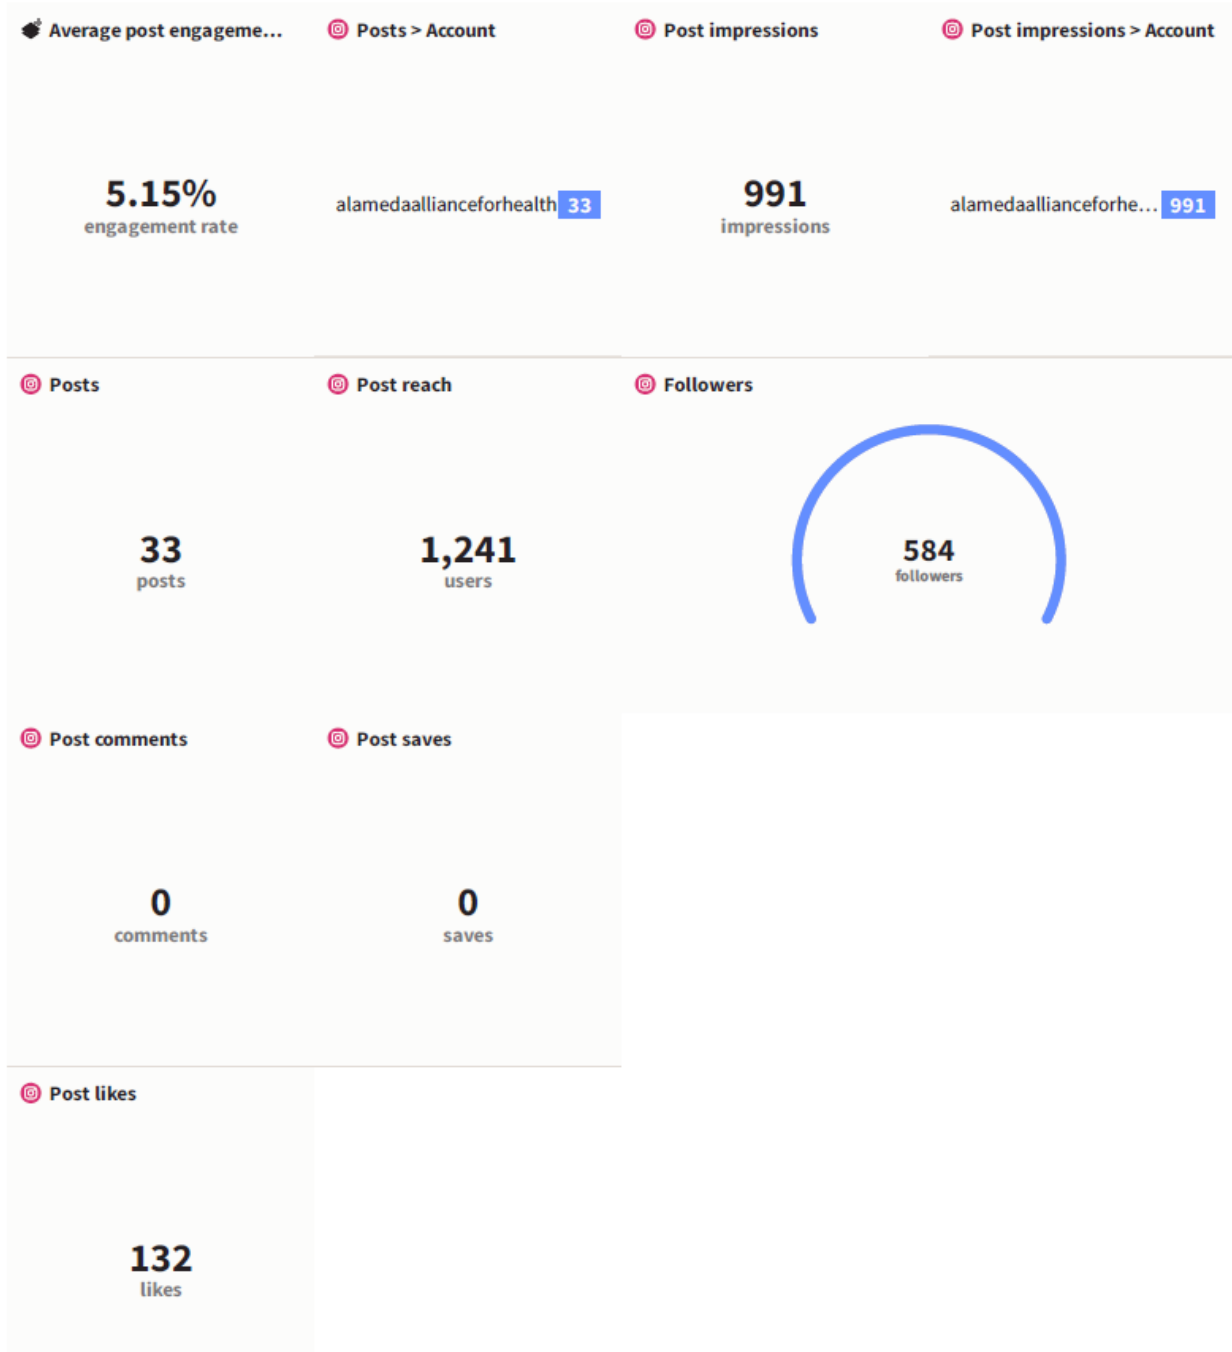 Average post engageme...
Posts > Account
Post impressions
Post impressions > Account
5.15%
engagement rate
alamedaallianceforhealth 33
991
impressions
alamedaallianceforhe... 991
Posts
Post reach
Followers
33
posts
1,241
users
584
followers
Post comments
Post saves
0
comments
0
saves
Post likes
132
likes